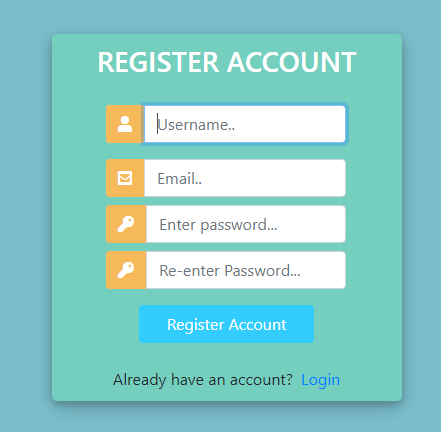 REGISTER ACCOUNT
Username..
Email..
Enter password...
Re-enter Password...
Register Account
Already have an account? Login